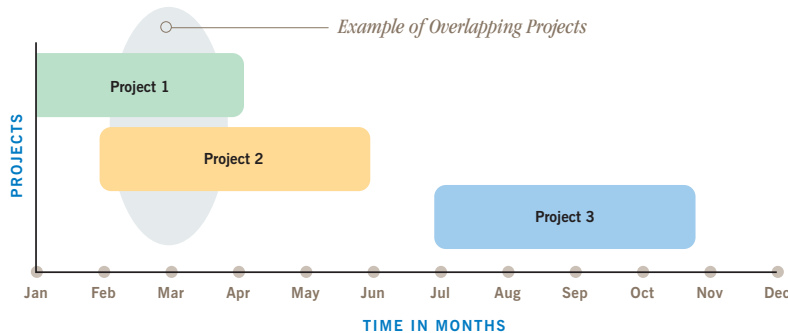 Example of Overlapping Projects
Project 1
Project 2
Project 3
PROJECTS
Jan Feb Mar Apr May Jun Jul Aug Sep Oct Nov Dec
TIME IN MONTHS